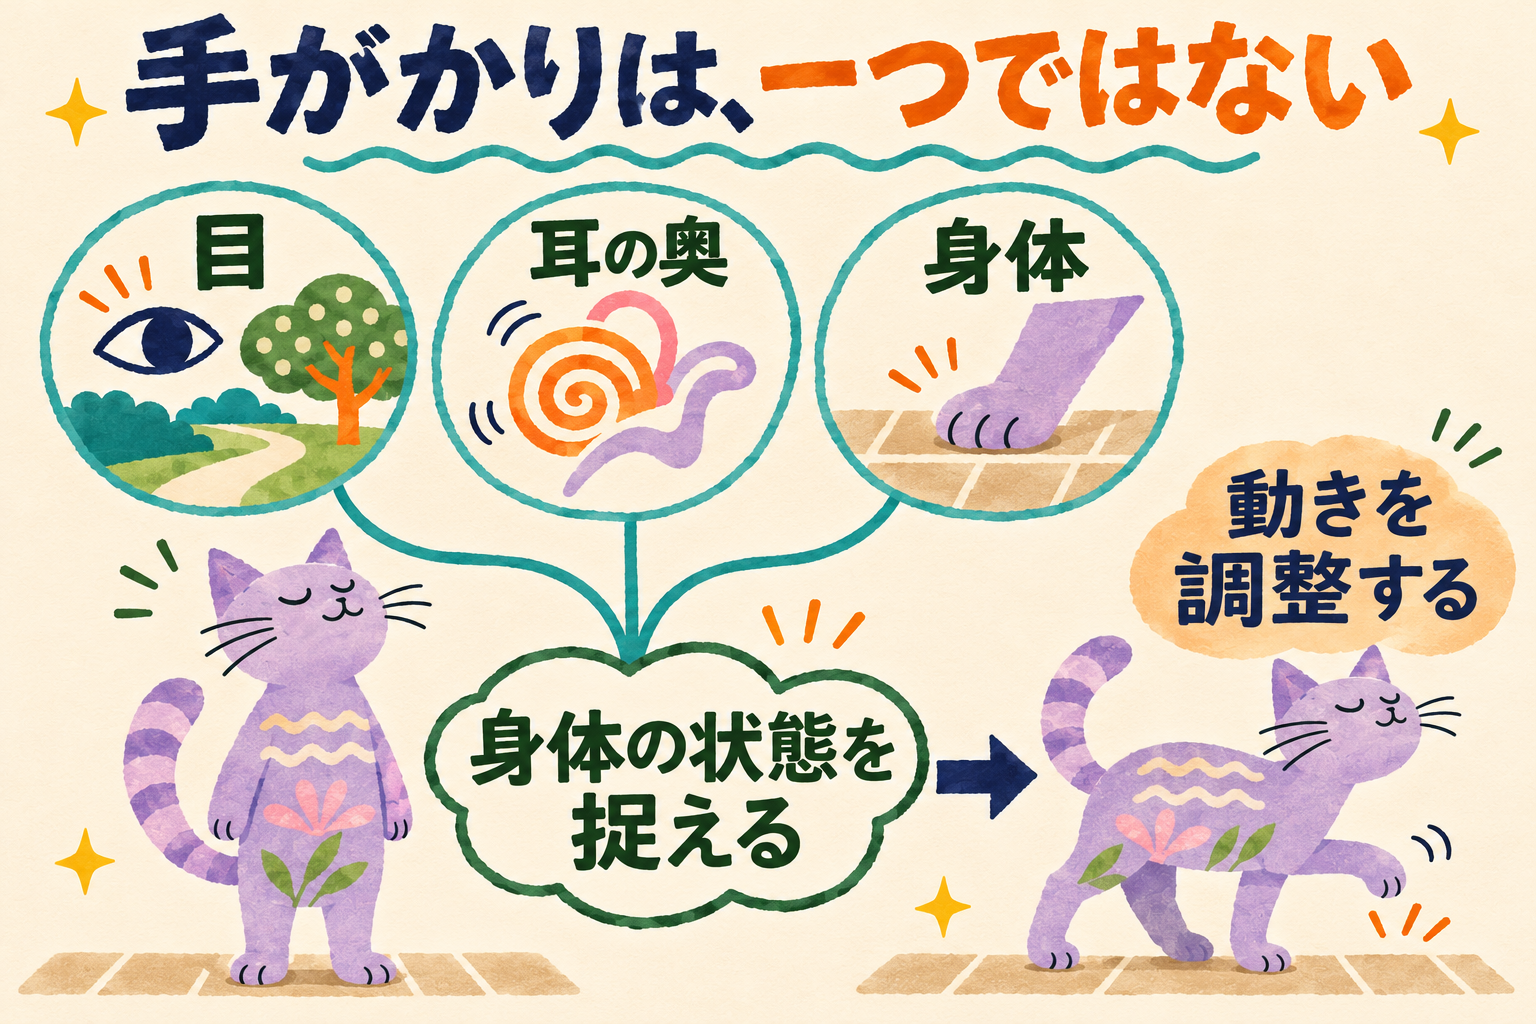 手がかりは、一つではない
目
耳の奥
身体
動きを
調整する
身体の状態を
捉える